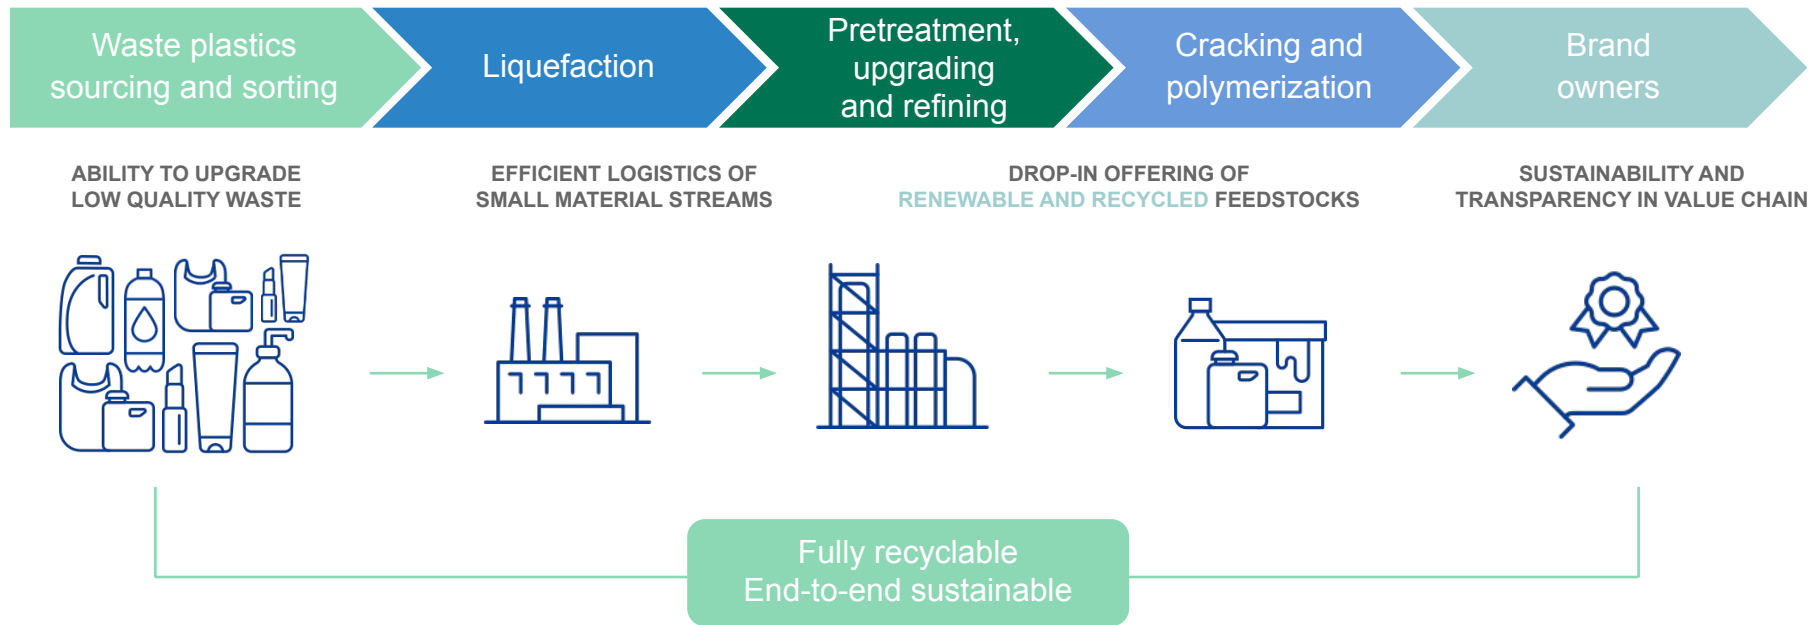 Waste plastics
sourcing and sorting
Liquefaction
Pretreatment,
upgrading
and refining
Cracking and
polymerization
Brand
owners
ABILITY TO UPGRADE
LOW QUALITY WASTE
EFFICIENT LOGISTICS OF
SMALL MATERIAL STREAMS
DROP-IN OFFERING OF
RENEWABLE AND RECYCLED FEEDSTOCKS
SUSTAINABILITY AND
TRANSPARENCY IN VALUE CHAIN
Fully recyclable
End-to-end sustainable